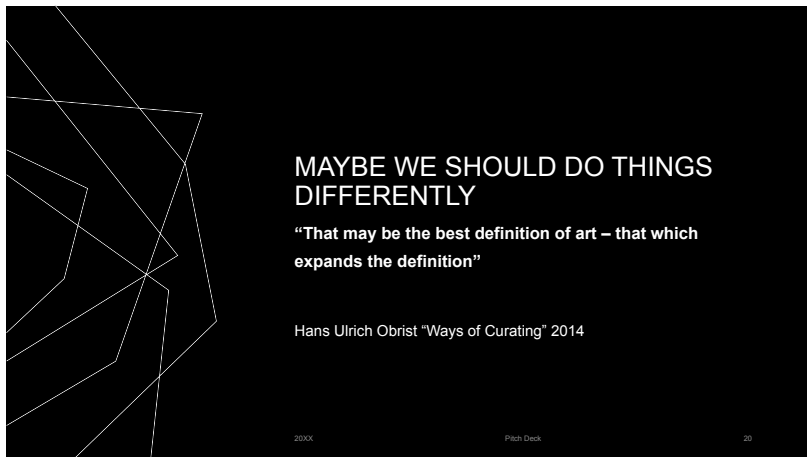 MAYBE WE SHOULD DO THINGS
DIFFERENTLY
“That may be the best definition of art – that which
expands the definition”
Hans Ulrich Obrist “Ways of Curating” 2014
20XX
Pitch Deck
20